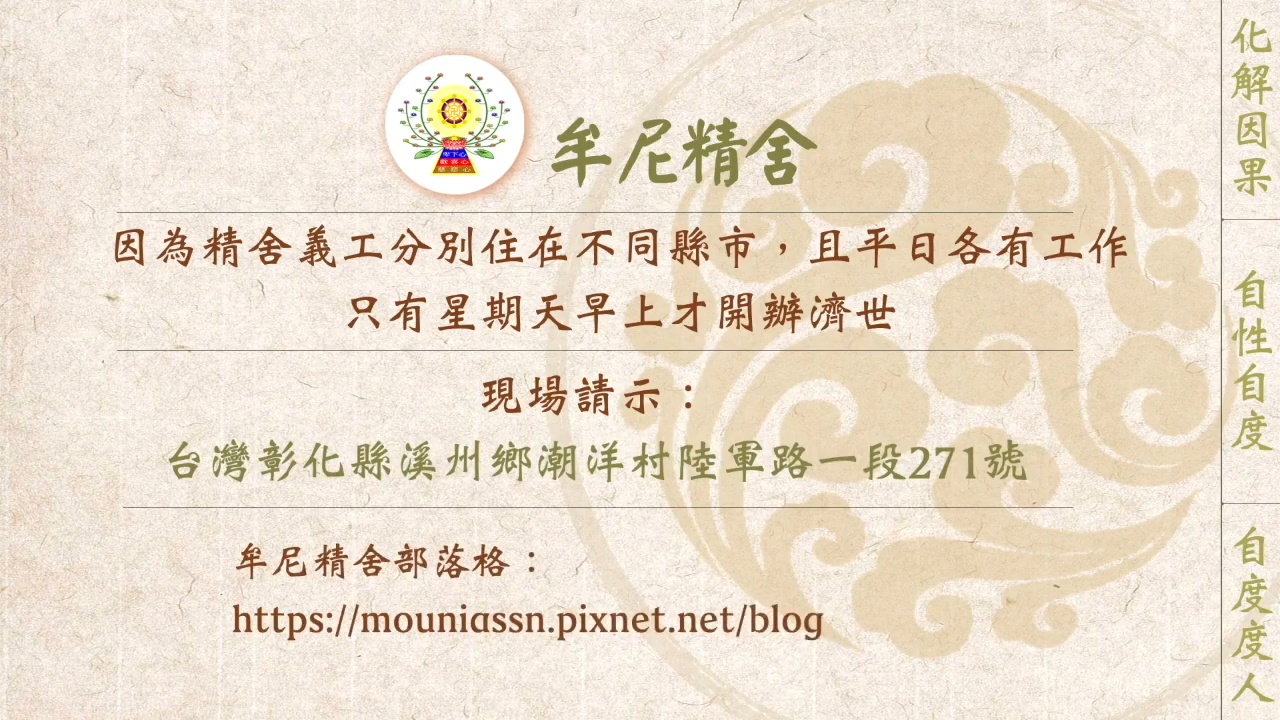 牟尼精舍
因為精舍義工分別住在不同縣市，且平日各有工作
只有星期天早上才開辦濟世
現場請示：
台灣彰化縣溪州鄉潮洋村陸軍路一段271號
牟尼精舍部落格：
https://mouniassn.pixnet.net/blog
化解因果
自性自度
自度度人